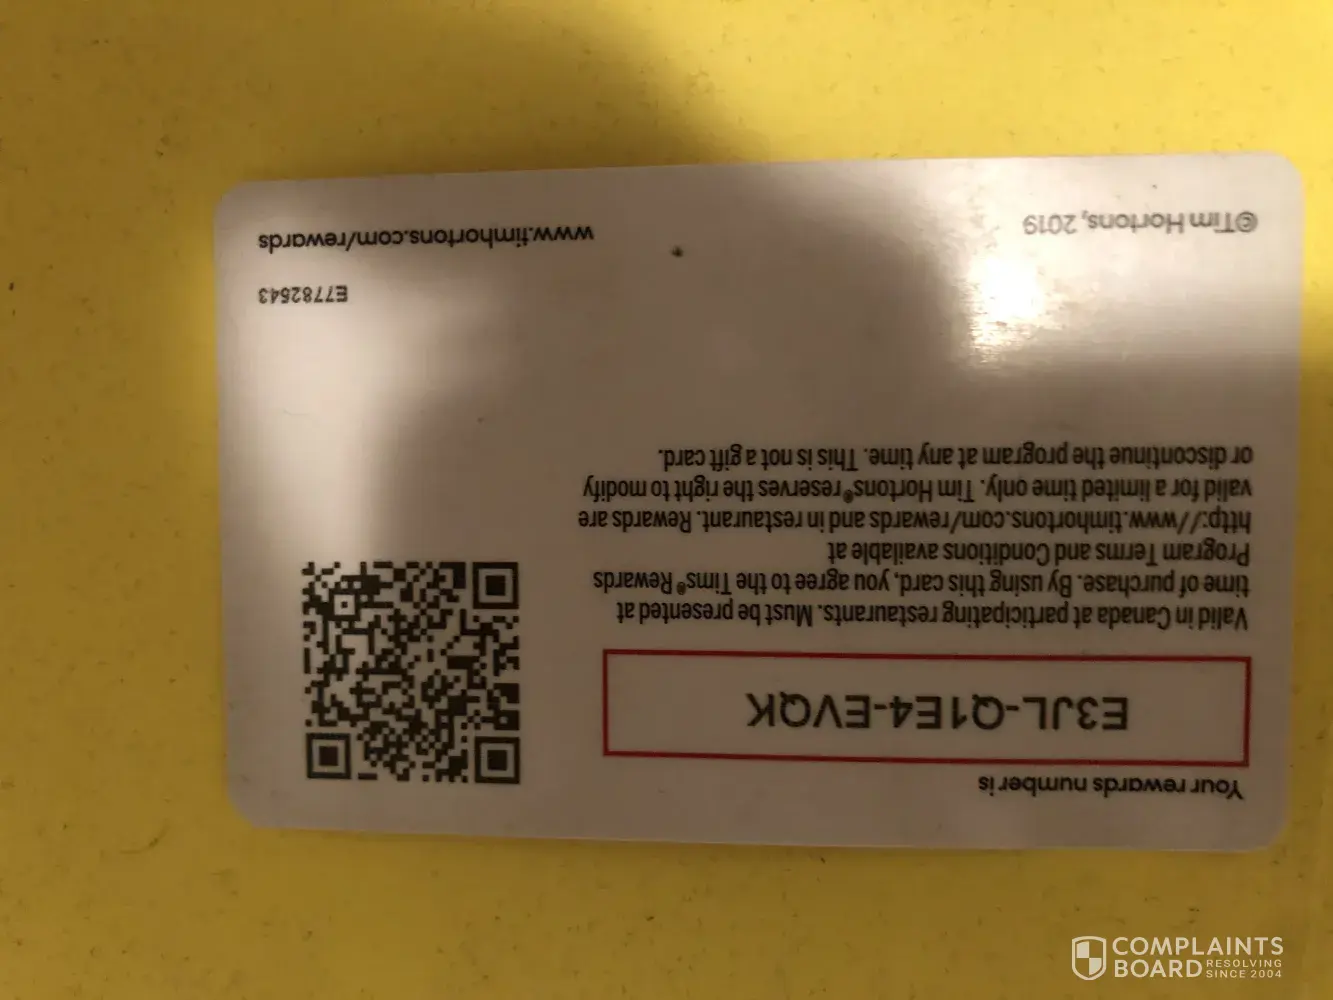 Your rewards number is
E3JL-Q1E4-EVQK
Valid in Canada at participating restaurants. Must be presented at
time of purchase. By using this card, you agree to the Tims® Rewards
Program Terms and Conditions available at
http://www.timhortons.com/rewards and in restaurant. Rewards are
valid for a limited time only. Tim Hortons® reserves the right to modify
or discontinue the program at any time. This is not a gift card.
E7782543
©Tim Hortons, 2019
www.timhortons.com/rewards
COMPLAINTS
BOARD RESOLVING
SINCE 2004